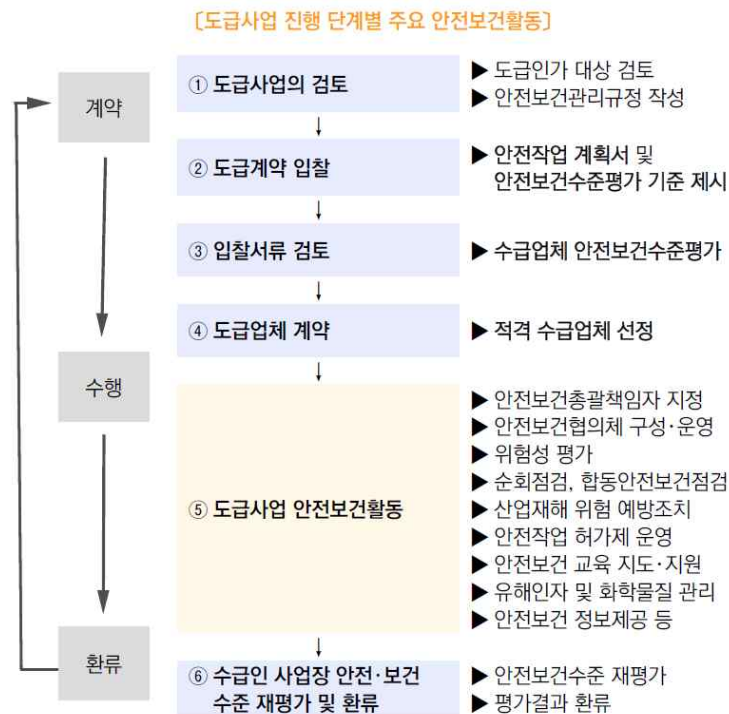 〔도급사업 진행 단계별 주요 안전보건활동〕
계약
① 도급사업의 검토
▶ 도급인가 대상 검토
▶ 안전보건관리규정 작성
② 도급계약 입찰
▶ 안전작업 계획서 및
안전보건수준평가 기준 제시
③ 입찰서류 검토
▶ 수급업체 안전보건수준평가
④ 도급업체 계약
▶ 적격 수급업체 선정
수행
⑤ 도급사업 안전보건활동
▶ 안전보건총괄책임자 지정
▶ 안전보건협의체 구성·운영
▶ 위험성 평가
▶ 순회점검, 합동안전보건점검
▶ 산업재해 위험 예방조치
▶ 안전작업 허가제 운영
▶ 안전보건 교육 지도·지원
▶ 유해인자 및 화학물질 관리
▶ 안전보건 정보제공 등
환류
⑥ 수급인 사업장 안전·보건
수준 재평가 및 환류
▶ 안전보건수준 재평가
▶ 평가결과 환류